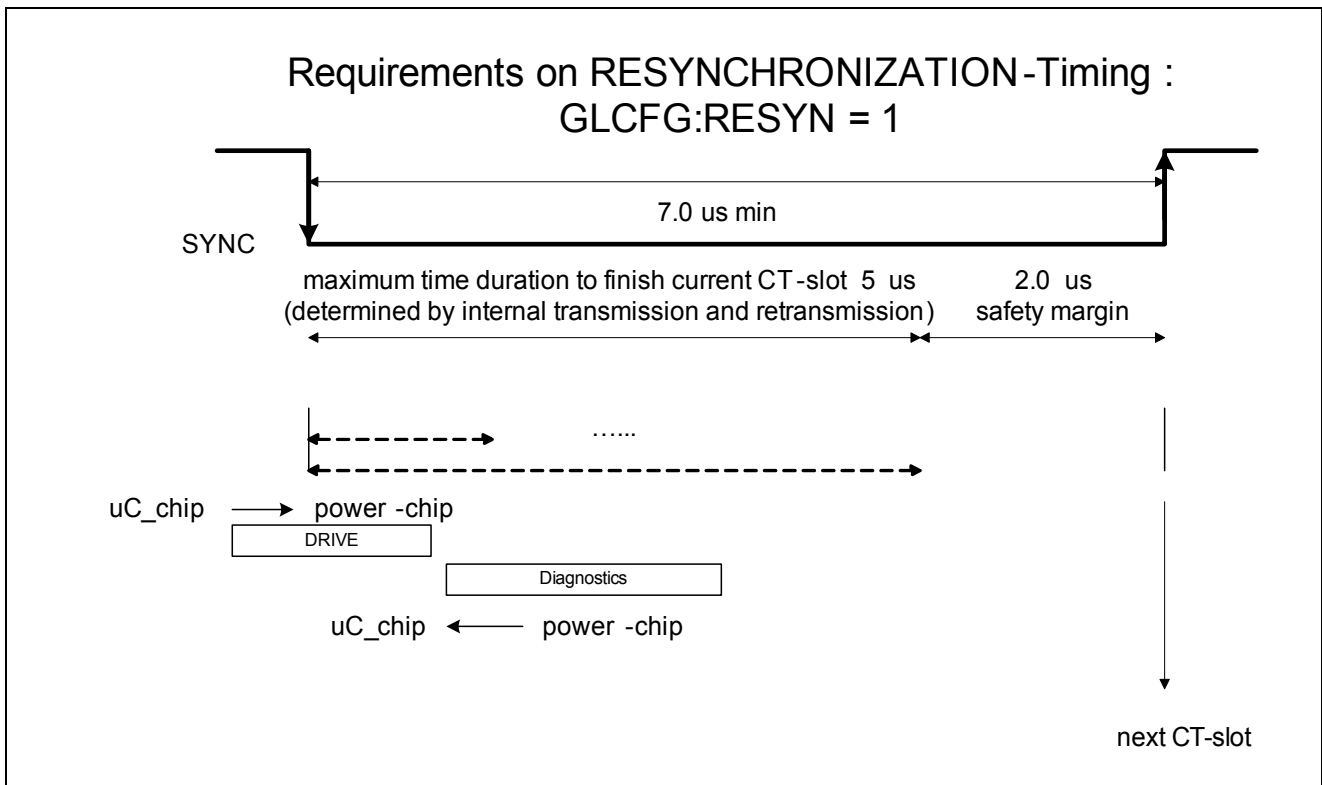 Requirements on RESYNCHRONIZATION-Timing :
GLCFG:RESYN = 1
7.0 us min
SYNC
maximum time duration to finish current CT-slot 5 us
(determined by internal transmission and retransmission)
2.0 us
safety margin
…...
uC_chip power -chip
DRIVE
Diagnostics
uC_chip power -chip
next CT-slot